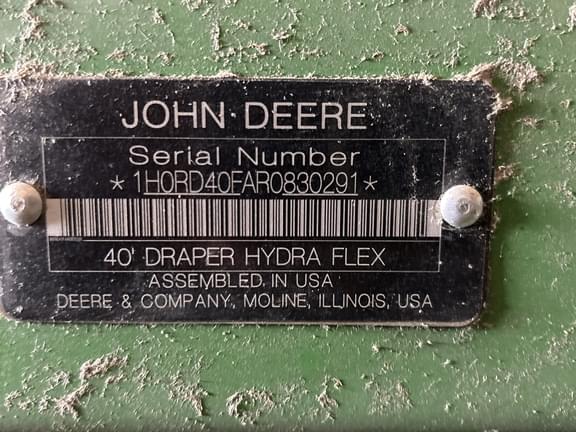 JOHN DEERE
Serial Number
*1H0RD40FAR0830291*
40' DRAPER HYDRA FLEX
ASSEMBLED IN USA
DEERE & COMPANY, MOLINE, ILLINOIS, USA